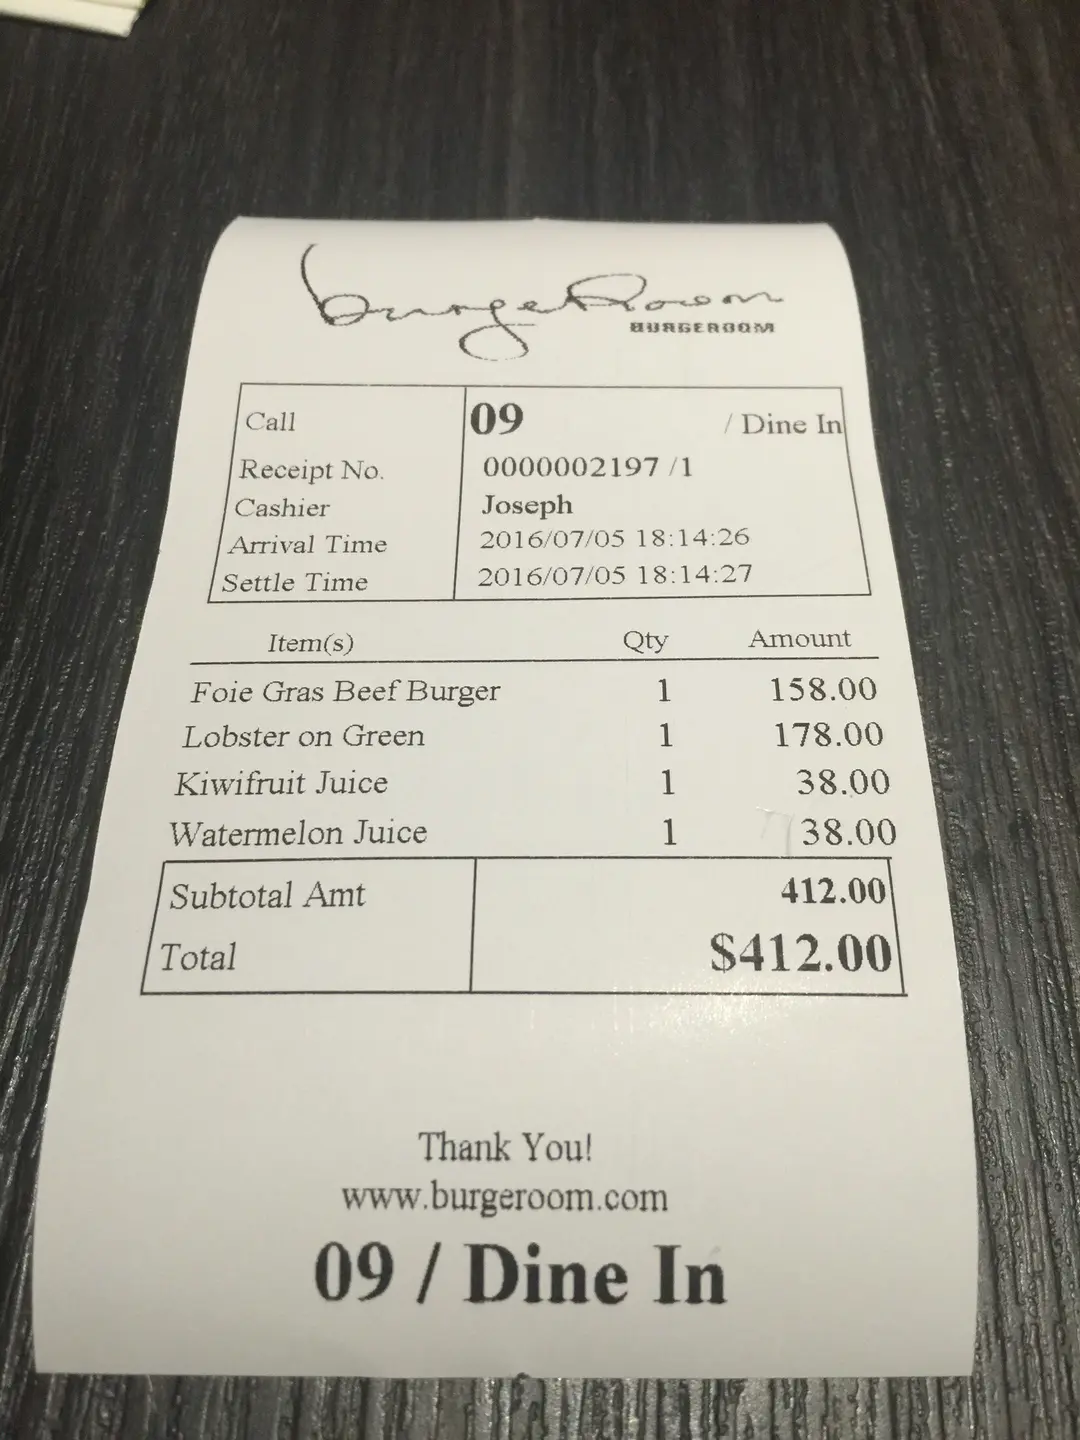 burgeRoom
BURGEROOM
Call 09 / Dine In
Receipt No. 0000002197 /1
Cashier Joseph
Arrival Time 2016/07/05 18:14:26
Settle Time 2016/07/05 18:14:27
Item(s) Qty Amount
Foie Gras Beef Burger 1 158.00
Lobster on Green 1 178.00
Kiwifruit Juice 1 38.00
Watermelon Juice 1 38.00
Subtotal Amt 412.00
Total $412.00
Thank You!
www.burgeroom.com
09 / Dine In